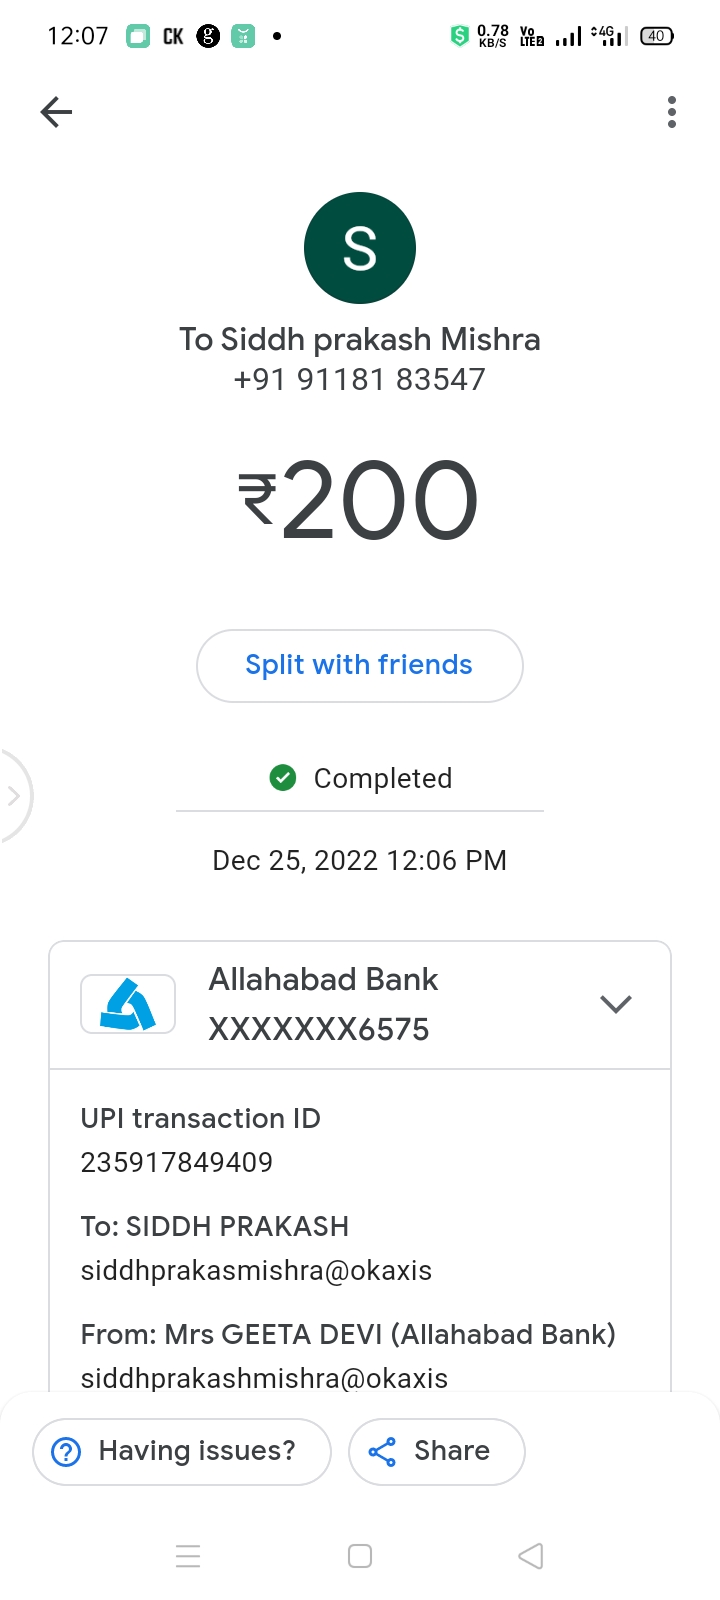 12:07 CK g $ 0.78 KB/S Vo LTE2 4G 40
S
To Siddh prakash Mishra
+91 91181 83547
₹200
Split with friends
Completed
Dec 25, 2022 12:06 PM
Allahabad Bank
XXXXXXX6575
UPI transaction ID
235917849409
To: SIDDH PRAKASH
siddhprakasmishra@okaxis
From: Mrs GEETA DEVI (Allahabad Bank)
siddhprakashmishra@okaxis
Having issues? Share